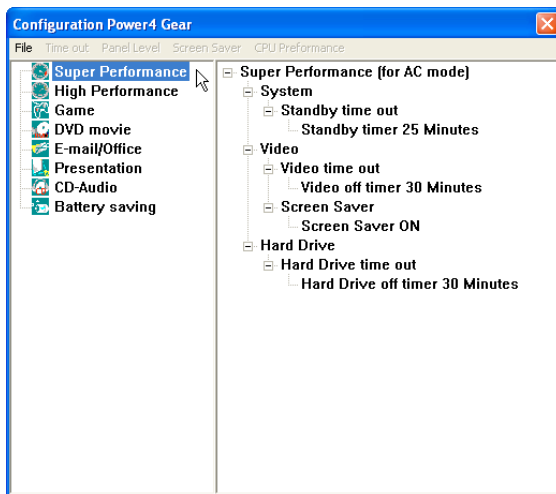 Configuration Power4 Gear
File Time out Panel Level Screen Saver CPU Preformance
Super Performance
High Performance
Game
DVD movie
E-mail/Office
Presentation
CD-Audio
Battery saving
Super Performance (for AC mode)
System
Standby time out
Standby timer 25 Minutes
Video
Video time out
Video off timer 30 Minutes
Screen Saver
Screen Saver ON
Hard Drive
Hard Drive time out
Hard Drive off timer 30 Minutes